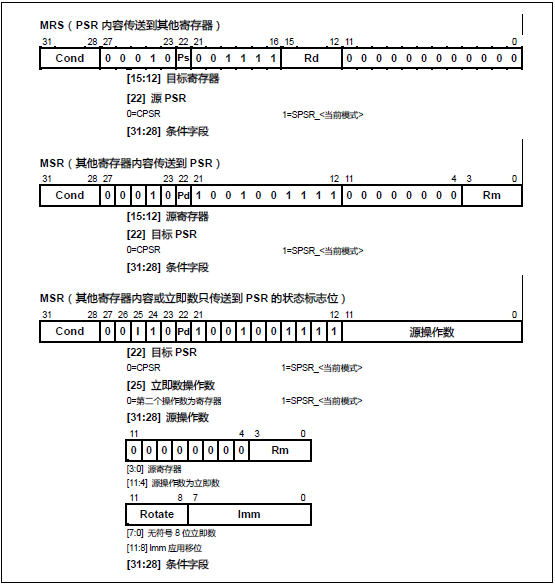 MRS（PSR 内容传送到其他寄存器）
31 28 27 23 22 21 16 15 12 11 0
Cond 0 0 0 1 0 Ps 0 0 1 1 1 1 Rd 0 0 0 0 0 0 0 0 0 0 0 0
[15:12] 目标寄存器
[22] 源 PSR
0=CPSR 1=SPSR_<当前模式>
[31:28] 条件字段
MSR（其他寄存器内容传送到 PSR）
31 28 27 23 22 21 12 11 4 3 0
Cond 0 0 0 1 0 Pd 1 0 1 0 0 1 1 1 1 1 0 0 0 0 0 0 0 0 Rm
[15:12] 源寄存器
[22] 目标 PSR
0=CPSR 1=SPSR_<当前模式>
[31:28] 条件字段
MSR（其他寄存器内容或立即数只传送到 PSR 的状态标志位）
31 28 27 26 25 24 23 22 21 12 11 0
Cond 0 0 I 1 0 Pd 1 0 1 0 0 0 1 1 1 1 源操作数
[22] 目标 PSR
0=CPSR 1=SPSR_<当前模式>
[25] 立即数操作数
0=第二个操作数为寄存器 1=SPSR_<当前模式>
[31:28] 源操作数
11 4 3 0
0 0 0 0 0 0 0 0 Rm
[3:0] 源寄存器
[11:4] 源操作数为立即数
11 8 7 0
Rotate Imm
[7:0] 无符号 8 位立即数
[11:8] Imm 应用移位
[31:28] 条件字段